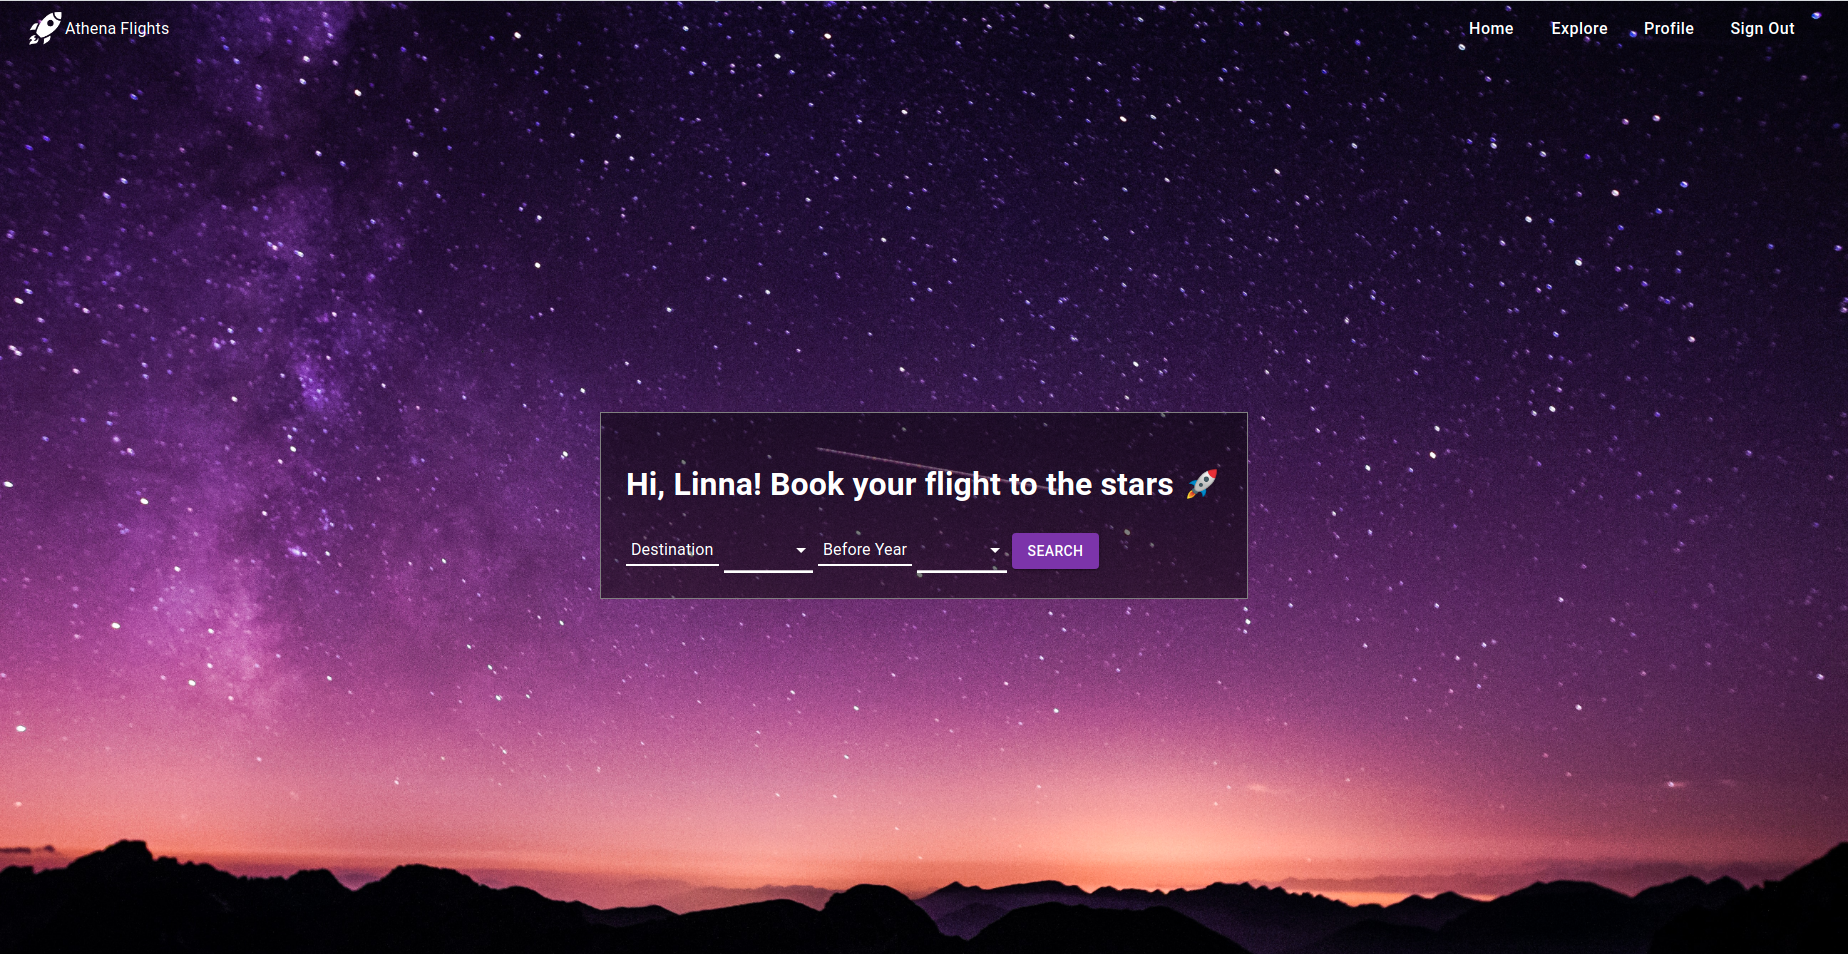 Athena Flights
Home Explore Profile Sign Out
Hi, Linna! Book your flight to the stars 🚀
Destination Before Year SEARCH